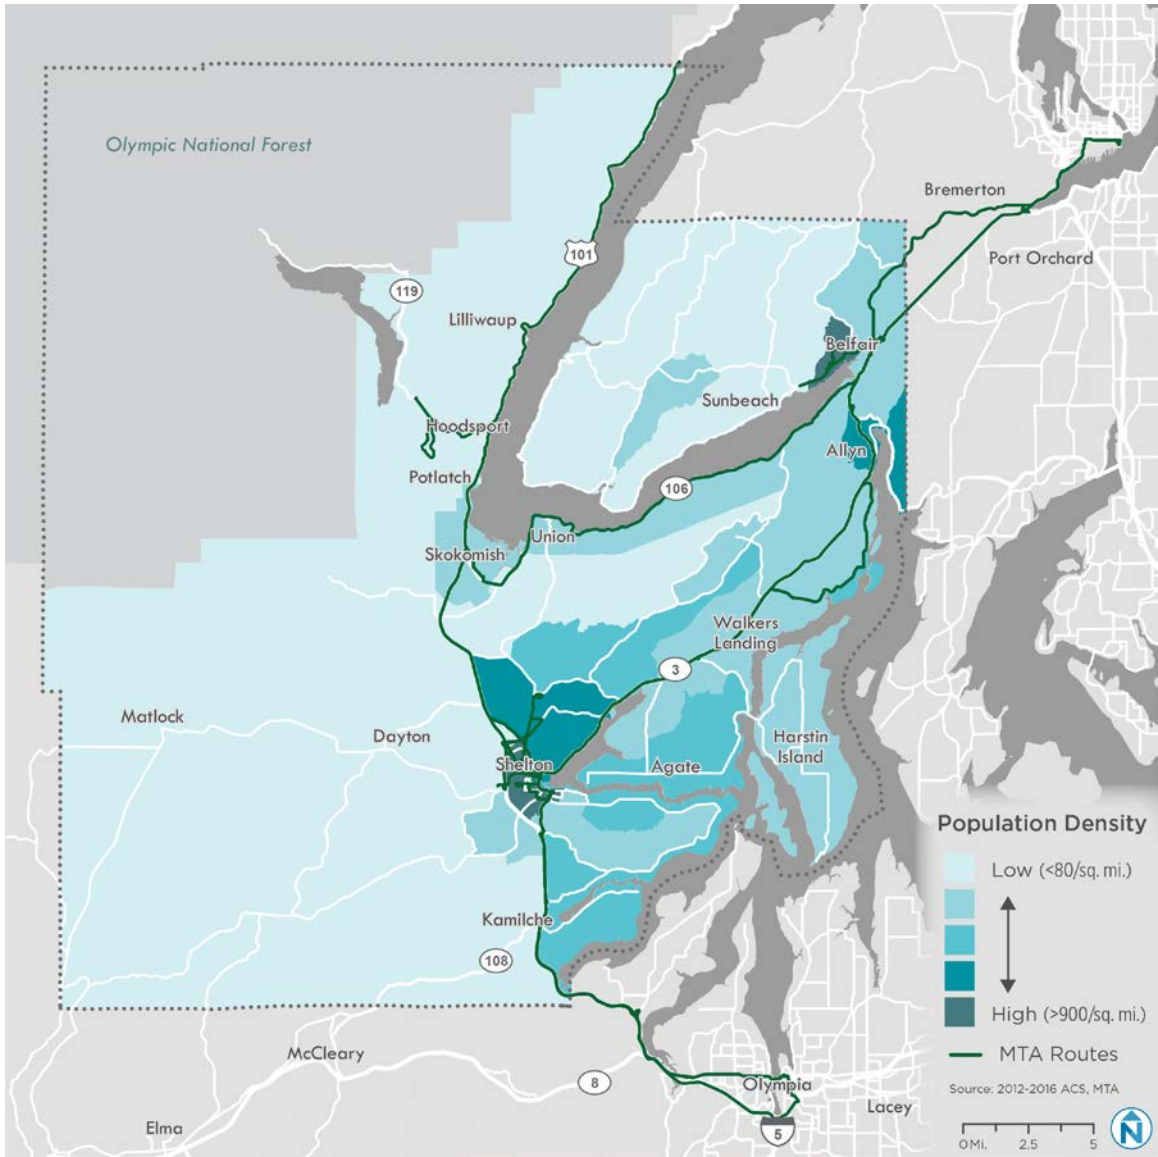 Olympic National Forest
Bremerton
Port Orchard
101
119
Lilliwaup
Belfair
Sunbeach
Hoodsport
Allyn
Potlatch
106
Union
Skokomish
Walkers
Landing
3
Matlock
Dayton
Harstin
Island
Shelton
Agate
Kamilche
108
McCleary
8
Olympia
Lacey
Elma
5
Population Density
Low (<80/sq. mi.)
High (>900/sq. mi.)
MTA Routes
Source: 2012-2016 ACS, MTA
0Mi. 2.5 5
N